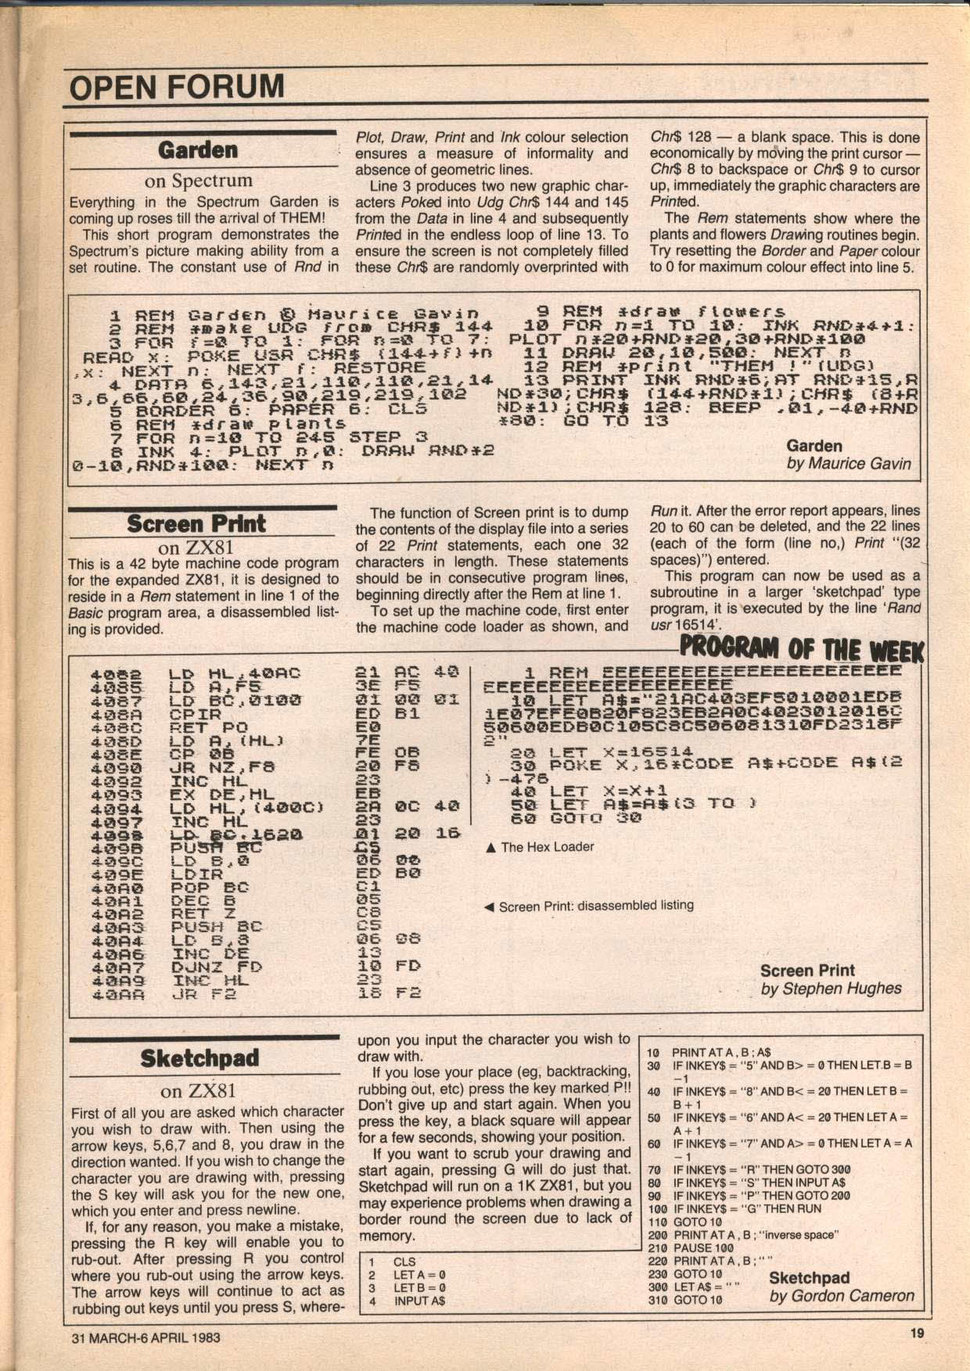 OPEN FORUM
Garden
on Spectrum
Everything in the Spectrum Garden is
coming up roses till the arrival of THEM!
This short program demonstrates the
Spectrum's picture making ability from a
set routine. The constant use of Rnd in
Plot, Draw, Print and Ink colour selection
ensures a measure of informality and
absence of geometric lines.
Line 3 produces two new graphic char-
acters Poked into Udg Chr$ 144 and 145
from the Data in line 4 and subsequently
Printed in the endless loop of line 13. To
ensure the screen is not completely filled
these Chr$ are randomly overprinted with
Chr$ 128 — a blank space. This is done
economically by moving the print cursor —
Chr$ 8 to backspace or Chr$ 9 to cursor
up, immediately the graphic characters are
Printed.
The Rem statements show where the
plants and flowers Drawing routines begin.
Try resetting the Border and Paper colour
to 0 for maximum colour effect into line 5.
1 REM Garden © Maurice Gavin
2 REM *make UDG from CHR$ 144
3 FOR f=0 TO 1: FOR n=0 TO 7:
READ x: POKE USR CHR$ (144+f)+n
,x: NEXT n: NEXT f: RESTORE
4 DATA 6,143,21,110,110,21,14
3,6,66,60,24,36,90,219,219,102
5 BORDER 6: PAPER 6: CLS
6 REM *draw plants
7 FOR n=10 TO 245 STEP 3
8 INK 4: PLOT n,0: DRAW RND*2
0-10,RND*100: NEXT n
9 REM *draw flowers
10 FOR n=1 TO 10: INK RND*4+1:
PLOT n*20+RND*20,30+RND*100
11 DRAW 20,10,500: NEXT n
12 REM *print "THEM !"(UDG)
13 PRINT INK RND*6;AT RND*15,R
ND*30;CHR$ (144+RND*1);CHR$ (8+R
ND*1);CHR$ 128: BEEP .01,-40+RND
*80: GO TO 13
Garden
by Maurice Gavin
Screen Print
on ZX81
This is a 42 byte machine code program
for the expanded ZX81, it is designed to
reside in a Rem statement in line 1 of the
Basic program area, a disassembled list-
ing is provided.
The function of Screen print is to dump
the contents of the display file into a series
of 22 Print statements, each one 32
characters in length. These statements
should be in consecutive program lines,
beginning directly after the Rem at line 1.
To set up the machine code, first enter
the machine code loader as shown, and
Run it. After the error report appears, lines
20 to 60 can be deleted, and the 22 lines
(each of the form (line no,) Print "(32
spaces)") entered.
This program can now be used as a
subroutine in a larger 'sketchpad' type
program, it is executed by the line 'Rand
usr 16514'.
PROGRAM OF THE WEEK
4082 LD HL,40AC 21 AC 40
4085 LD A,F5 3E F5
4087 LD BC,0100 01 00 01
408A CPIR ED B1
408C RET PO E0
408D LD A,(HL) 7E
408E CP 0B FE 0B
4090 JR NZ,F8 20 F8
4092 INC HL 23
4093 EX DE,HL EB
4094 LD HL,(400C) 2A 0C 40
4097 INC HL 23
4098 LD BC,1620 01 20 16
409B PUSH BC C5
409C LD B,0 06 00
409E LDIR ED B0
40A0 POP BC C1
40A1 DEC B 05
40A2 RET Z C8
40A3 PUSH BC C5
40A4 LD B,8 06 08
40A6 INC DE 13
40A7 DJNZ FD 10 FD
40A9 INC HL 23
40AA JR F2 18 F2
1 REM EEEEEEEEEEEEEEEEEEEEEEE
EEEEEEEEEEEEEEEEEEE
10 LET A$="21AC403EF5010001EDB
1E07EFE0B20F823EB2A0C4023012016C
50600EDB0C105C8C506081310FD2318F
2"
20 LET X=16514
30 POKE X,16*CODE A$+CODE A$(2
)-476
40 LET X=X+1
50 LET A$=A$(3 TO )
60 GOTO 30
▲ The Hex Loader
◄ Screen Print: disassembled listing
Screen Print
by Stephen Hughes
Sketchpad
on ZX81
First of all you are asked which character
you wish to draw with. Then using the
arrow keys, 5,6,7 and 8, you draw in the
direction wanted. If you wish to change the
character you are drawing with, pressing
the S key will ask you for the new one,
which you enter and press newline.
If, for any reason, you make a mistake,
pressing the R key will enable you to
rub-out. After pressing R you control
where you rub-out using the arrow keys.
The arrow keys will continue to act as
rubbing out keys until you press S, where-
upon you input the character you wish to
draw with.
If you lose your place (eg, backtracking,
rubbing out, etc) press the key marked P!!
Don't give up and start again. When you
press the key, a black square will appear
for a few seconds, showing your position.
If you want to scrub your drawing and
start again, pressing G will do just that.
Sketchpad will run on a 1K ZX81, but you
may experience problems when drawing a
border round the screen due to lack of
memory.
1 CLS
2 LET A = 0
3 LET B = 0
4 INPUT A$
10 PRINT AT A , B ; A$
30 IF INKEY$ = "5" AND B> = 0 THEN LET B = B
– 1
40 IF INKEY$ = "8" AND B< = 20 THEN LET B =
B + 1
50 IF INKEY$ = "6" AND A< = 20 THEN LET A =
A + 1
60 IF INKEY$ = "7" AND A> = 0 THEN LET A = A
– 1
70 IF INKEY$ = "R" THEN GOTO 300
80 IF INKEY$ = "S" THEN INPUT A$
90 IF INKEY$ = "P" THEN GOTO 200
100 IF INKEY$ = "G" THEN RUN
110 GOTO 10
200 PRINT AT A , B ; "inverse space"
210 PAUSE 100
220 PRINT AT A , B ; " "
230 GOTO 10
300 LET A$ = " "
310 GOTO 10
Sketchpad
by Gordon Cameron
31 MARCH-6 APRIL 1983
19